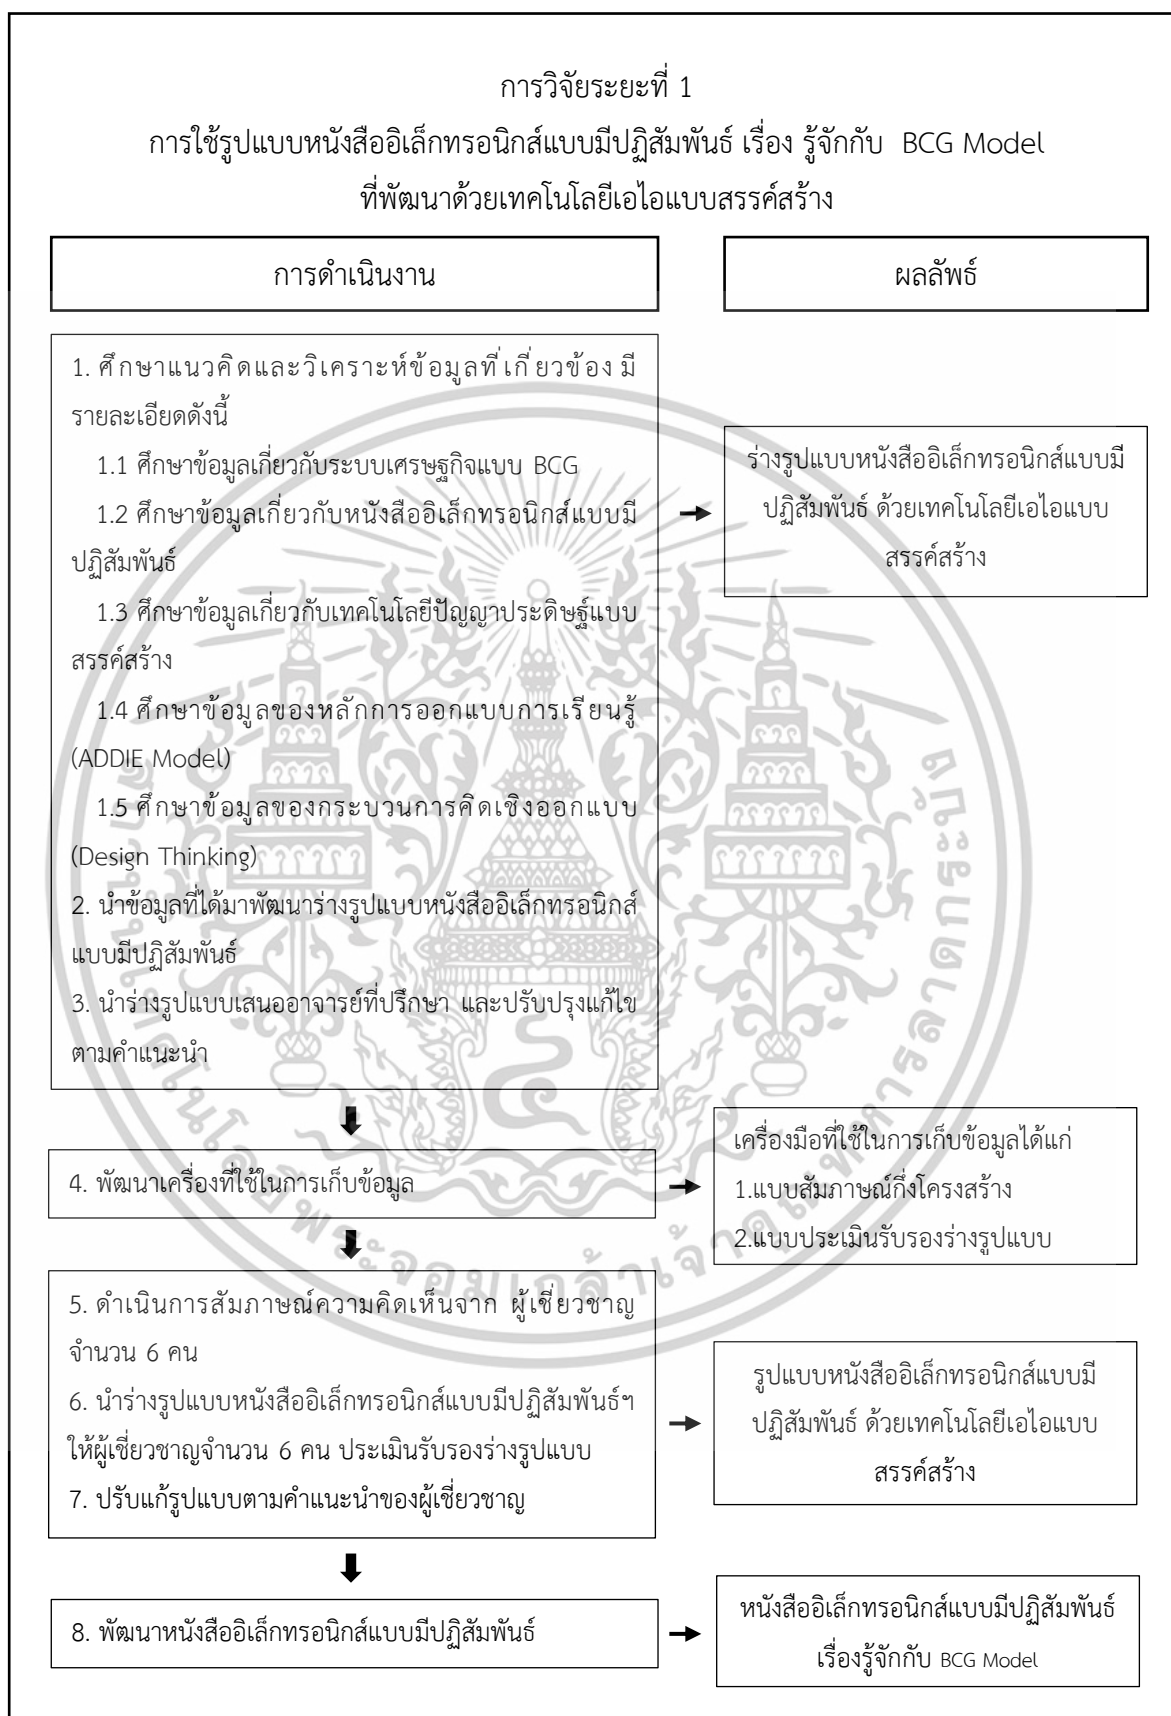 การวิจัยระยะที่ 1
การใช้รูปแบบหนังสืออิเล็กทรอนิกส์แบบมีปฏิสัมพันธ์ เรื่อง รู้จักกับ BCG Model
ที่พัฒนาด้วยเทคโนโลยีเอไอแบบสรรค์สร้าง
การดำเนินงาน
ผลลัพธ์
1. ศึกษาแนวคิดและวิเคราะห์ข้อมูลที่เกี่ยวข้อง มี
รายละเอียดดังนี้
1.1 ศึกษาข้อมูลเกี่ยวกับระบบเศรษฐกิจแบบ BCG
1.2 ศึกษาข้อมูลเกี่ยวกับหนังสืออิเล็กทรอนิกส์แบบมี
ปฏิสัมพันธ์
1.3 ศึกษาข้อมูลเกี่ยวกับเทคโนโลยีปัญญาประดิษฐ์แบบ
สรรค์สร้าง
1.4 ศึกษาข้อมูลของหลักการออกแบบการเรียนรู้
(ADDIE Model)
1.5 ศึกษาข้อมูลของกระบวนการคิดเชิงออกแบบ
(Design Thinking)
2. นำข้อมูลที่ได้มาพัฒนาร่างรูปแบบหนังสืออิเล็กทรอนิกส์
แบบมีปฏิสัมพันธ์
3. นำร่างรูปแบบเสนออาจารย์ที่ปรึกษา และปรับปรุงแก้ไข
ตามคำแนะนำ
ร่างรูปแบบหนังสืออิเล็กทรอนิกส์แบบมี
ปฏิสัมพันธ์ ด้วยเทคโนโลยีเอไอแบบ
สรรค์สร้าง
4. พัฒนาเครื่องที่ใช้ในการเก็บข้อมูล
เครื่องมือที่ใช้ในการเก็บข้อมูลได้แก่
1.แบบสัมภาษณ์กึ่งโครงสร้าง
2.แบบประเมินรับรองร่างรูปแบบ
5. ดำเนินการสัมภาษณ์ความคิดเห็นจาก ผู้เชี่ยวชาญ
จำนวน 6 คน
6. นำร่างรูปแบบหนังสืออิเล็กทรอนิกส์แบบมีปฏิสัมพันธ์ฯ
ให้ผู้เชี่ยวชาญจำนวน 6 คน ประเมินรับรองร่างรูปแบบ
7. ปรับแก้รูปแบบตามคำแนะนำของผู้เชี่ยวชาญ
รูปแบบหนังสืออิเล็กทรอนิกส์แบบมี
ปฏิสัมพันธ์ ด้วยเทคโนโลยีเอไอแบบ
สรรค์สร้าง
8. พัฒนาหนังสืออิเล็กทรอนิกส์แบบมีปฏิสัมพันธ์
หนังสืออิเล็กทรอนิกส์แบบมีปฏิสัมพันธ์
เรื่องรู้จักกับ BCG Model